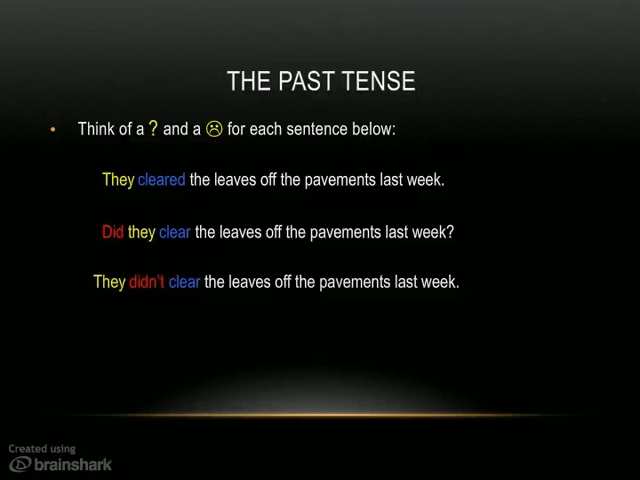 THE PAST TENSE
• Think of a ? and a ☹ for each sentence below:
They cleared the leaves off the pavements last week.
Did they clear the leaves off the pavements last week?
They didn't clear the leaves off the pavements last week.
Created using
brainshark